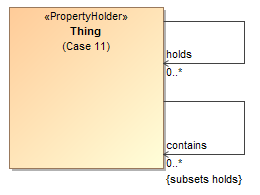 «PropertyHolder»
Thing
(Case 11)
holds
0..*
contains
0..*
{subsets holds}